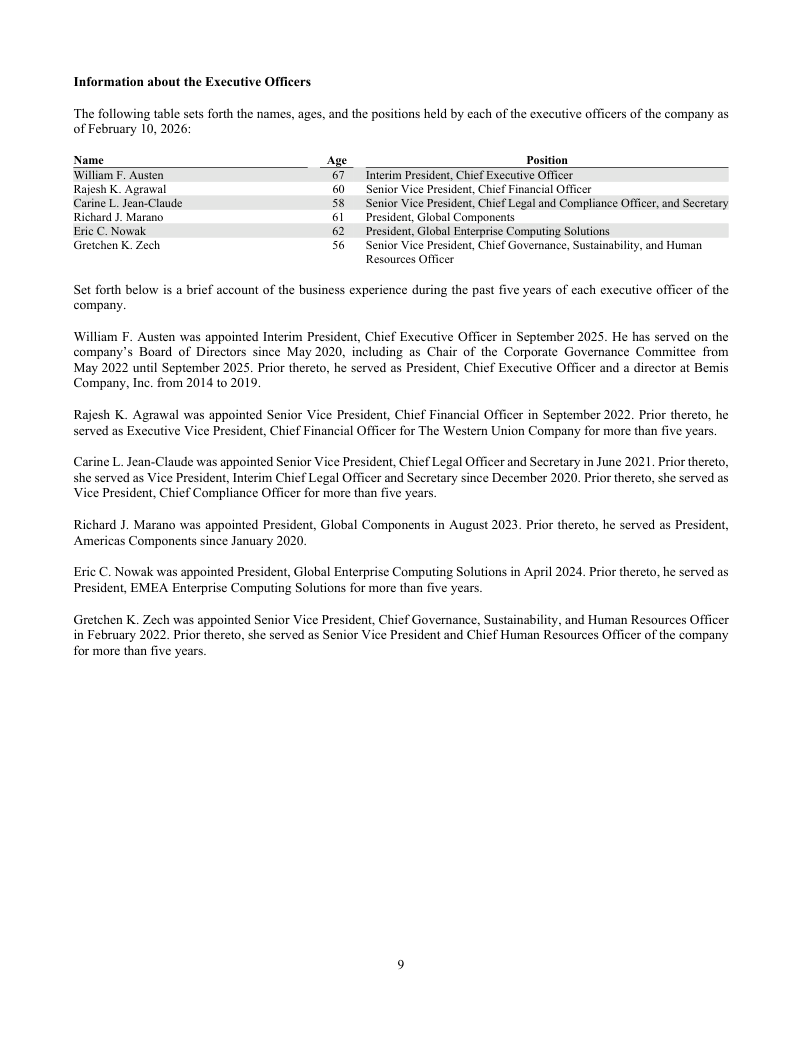 Information about the Executive Officers
The following table sets forth the names, ages, and the positions held by each of the executive officers of the company as
of February 10, 2026:
Name Age Position
William F. Austen 67 Interim President, Chief Executive Officer
Rajesh K. Agrawal 60 Senior Vice President, Chief Financial Officer
Carine L. Jean-Claude 58 Senior Vice President, Chief Legal and Compliance Officer, and Secretary
Richard J. Marano 61 President, Global Components
Eric C. Nowak 62 President, Global Enterprise Computing Solutions
Gretchen K. Zech 56 Senior Vice President, Chief Governance, Sustainability, and Human
Resources Officer
Set forth below is a brief account of the business experience during the past five years of each executive officer of the
company.
William F. Austen was appointed Interim President, Chief Executive Officer in September 2025. He has served on the
company's Board of Directors since May 2020, including as Chair of the Corporate Governance Committee from
May 2022 until September 2025. Prior thereto, he served as President, Chief Executive Officer and a director at Bemis
Company, Inc. from 2014 to 2019.
Rajesh K. Agrawal was appointed Senior Vice President, Chief Financial Officer in September 2022. Prior thereto, he
served as Executive Vice President, Chief Financial Officer for The Western Union Company for more than five years.
Carine L. Jean-Claude was appointed Senior Vice President, Chief Legal Officer and Secretary in June 2021. Prior thereto,
she served as Vice President, Interim Chief Legal Officer and Secretary since December 2020. Prior thereto, she served as
Vice President, Chief Compliance Officer for more than five years.
Richard J. Marano was appointed President, Global Components in August 2023. Prior thereto, he served as President,
Americas Components since January 2020.
Eric C. Nowak was appointed President, Global Enterprise Computing Solutions in April 2024. Prior thereto, he served as
President, EMEA Enterprise Computing Solutions for more than five years.
Gretchen K. Zech was appointed Senior Vice President, Chief Governance, Sustainability, and Human Resources Officer
in February 2022. Prior thereto, she served as Senior Vice President and Chief Human Resources Officer of the company
for more than five years.
9